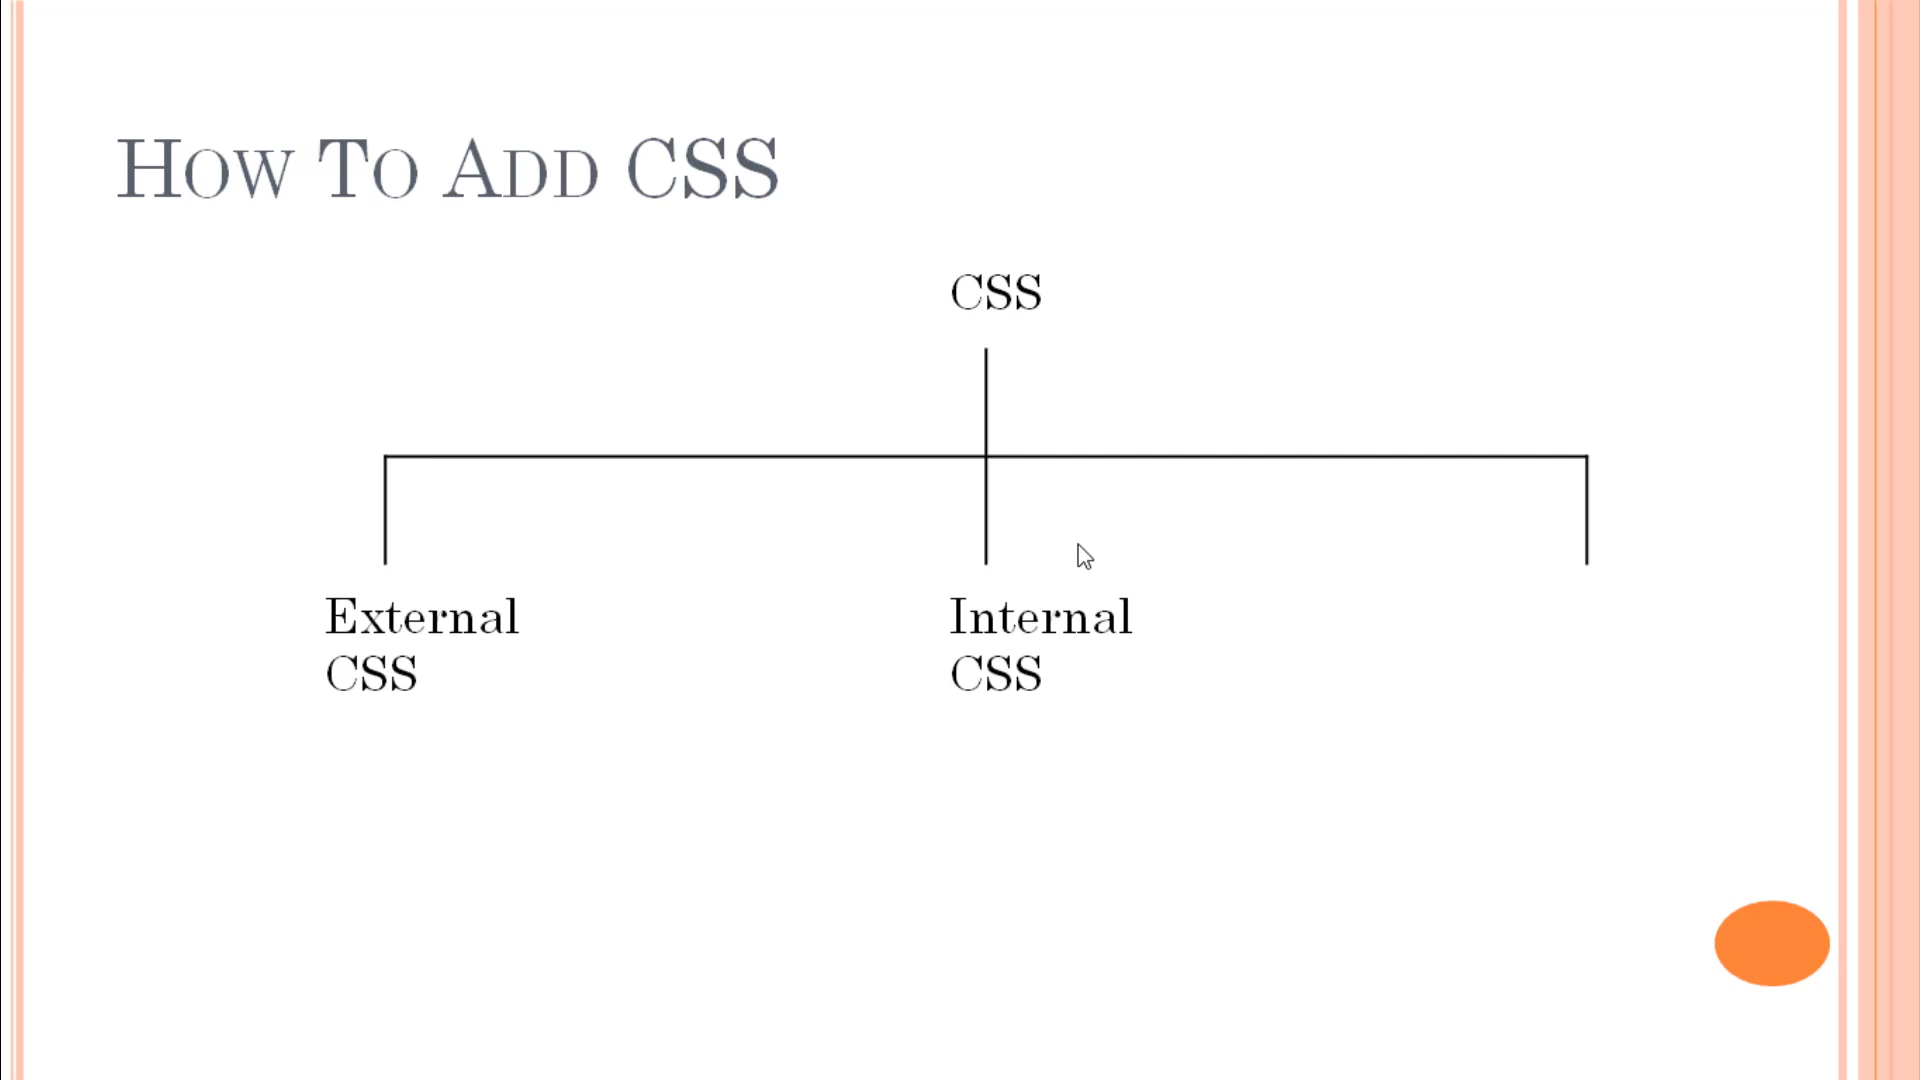 How To Add CSS
CSS
External
CSS
Internal
CSS